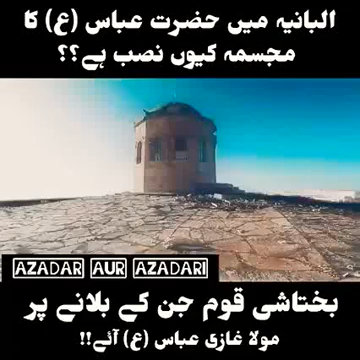 البانیہ میں حضرت عباس (ع) کا
مجسمہ کیوں نصب ہے؟؟
AZADAR AUR AZADARI
بختاشی قوم جن کے بلانے پر
مولا غازی عباس (ع) آئے!!